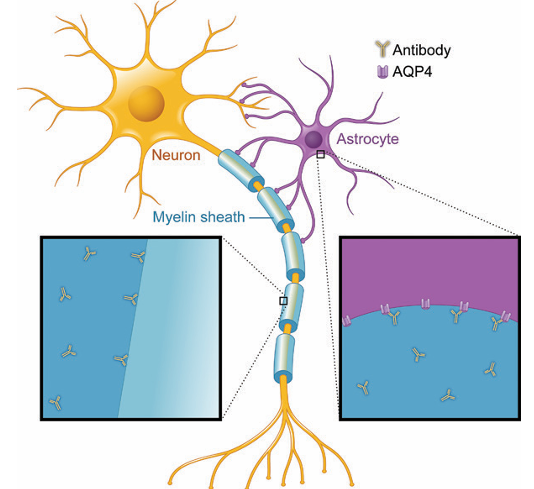 Antibody
AQP4
Astrocyte
Neuron
Myelin sheath